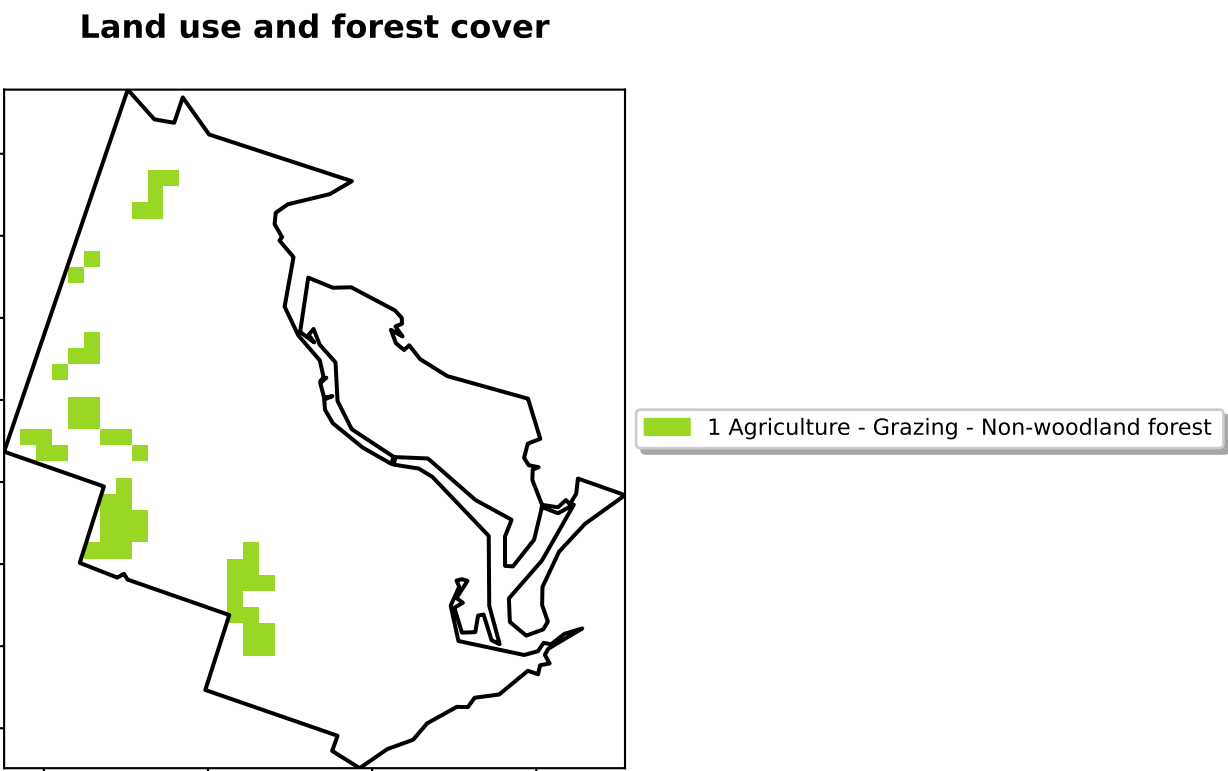 Land use and forest cover
1 Agriculture - Grazing - Non-woodland forest